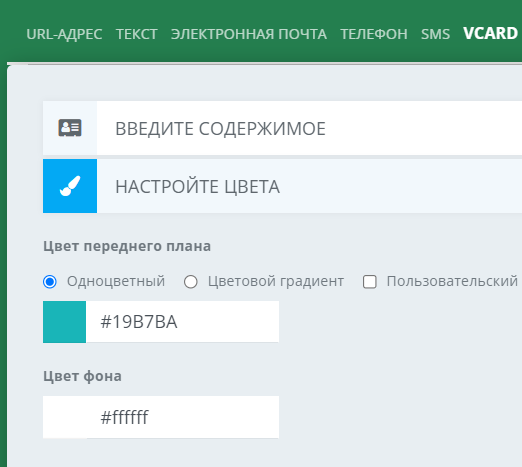 URL-АДРЕС ТЕКСТ ЭЛЕКТРОННАЯ ПОЧТА ТЕЛЕФОН SMS VCARD
ВВЕДИТЕ СОДЕРЖИМОЕ
НАСТРОЙТЕ ЦВЕТА
Цвет переднего плана
Одноцветный Цветовой градиент Пользовательский
#19B7BA
Цвет фона
#ffffff